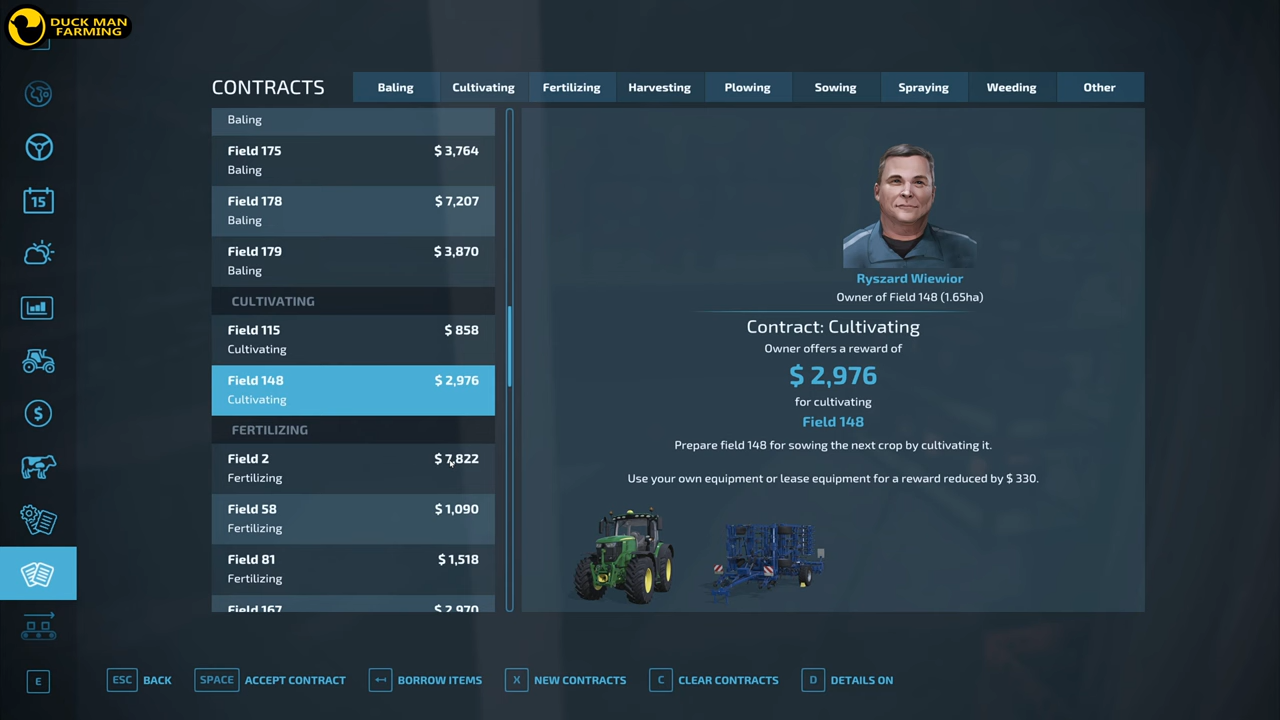 DUCK MAN
FARMING
CONTRACTS
Baling
Cultivating
Fertilizing
Harvesting
Plowing
Sowing
Spraying
Weeding
Other
15
Baling
Field 175
$ 3,764
Baling
Field 178
$ 7,207
Baling
Field 179
$ 3,870
Baling
CULTIVATING
Field 115
$ 858
Cultivating
Field 148
$ 2,976
Cultivating
FERTILIZING
Field 2
$ 7,822
Fertilizing
Field 58
$ 1,090
Fertilizing
Field 81
$ 1,518
Fertilizing
Field 167
$ 2,970
Ryszard Wiewior
Owner of Field 148 (1.65ha)
Contract: Cultivating
Owner offers a reward of
$ 2,976
for cultivating
Field 148
Prepare field 148 for sowing the next crop by cultivating it.
Use your own equipment or lease equipment for a reward reduced by $ 330.
E
ESC BACK
SPACE ACCEPT CONTRACT
BORROW ITEMS
X NEW CONTRACTS
C CLEAR CONTRACTS
D DETAILS ON